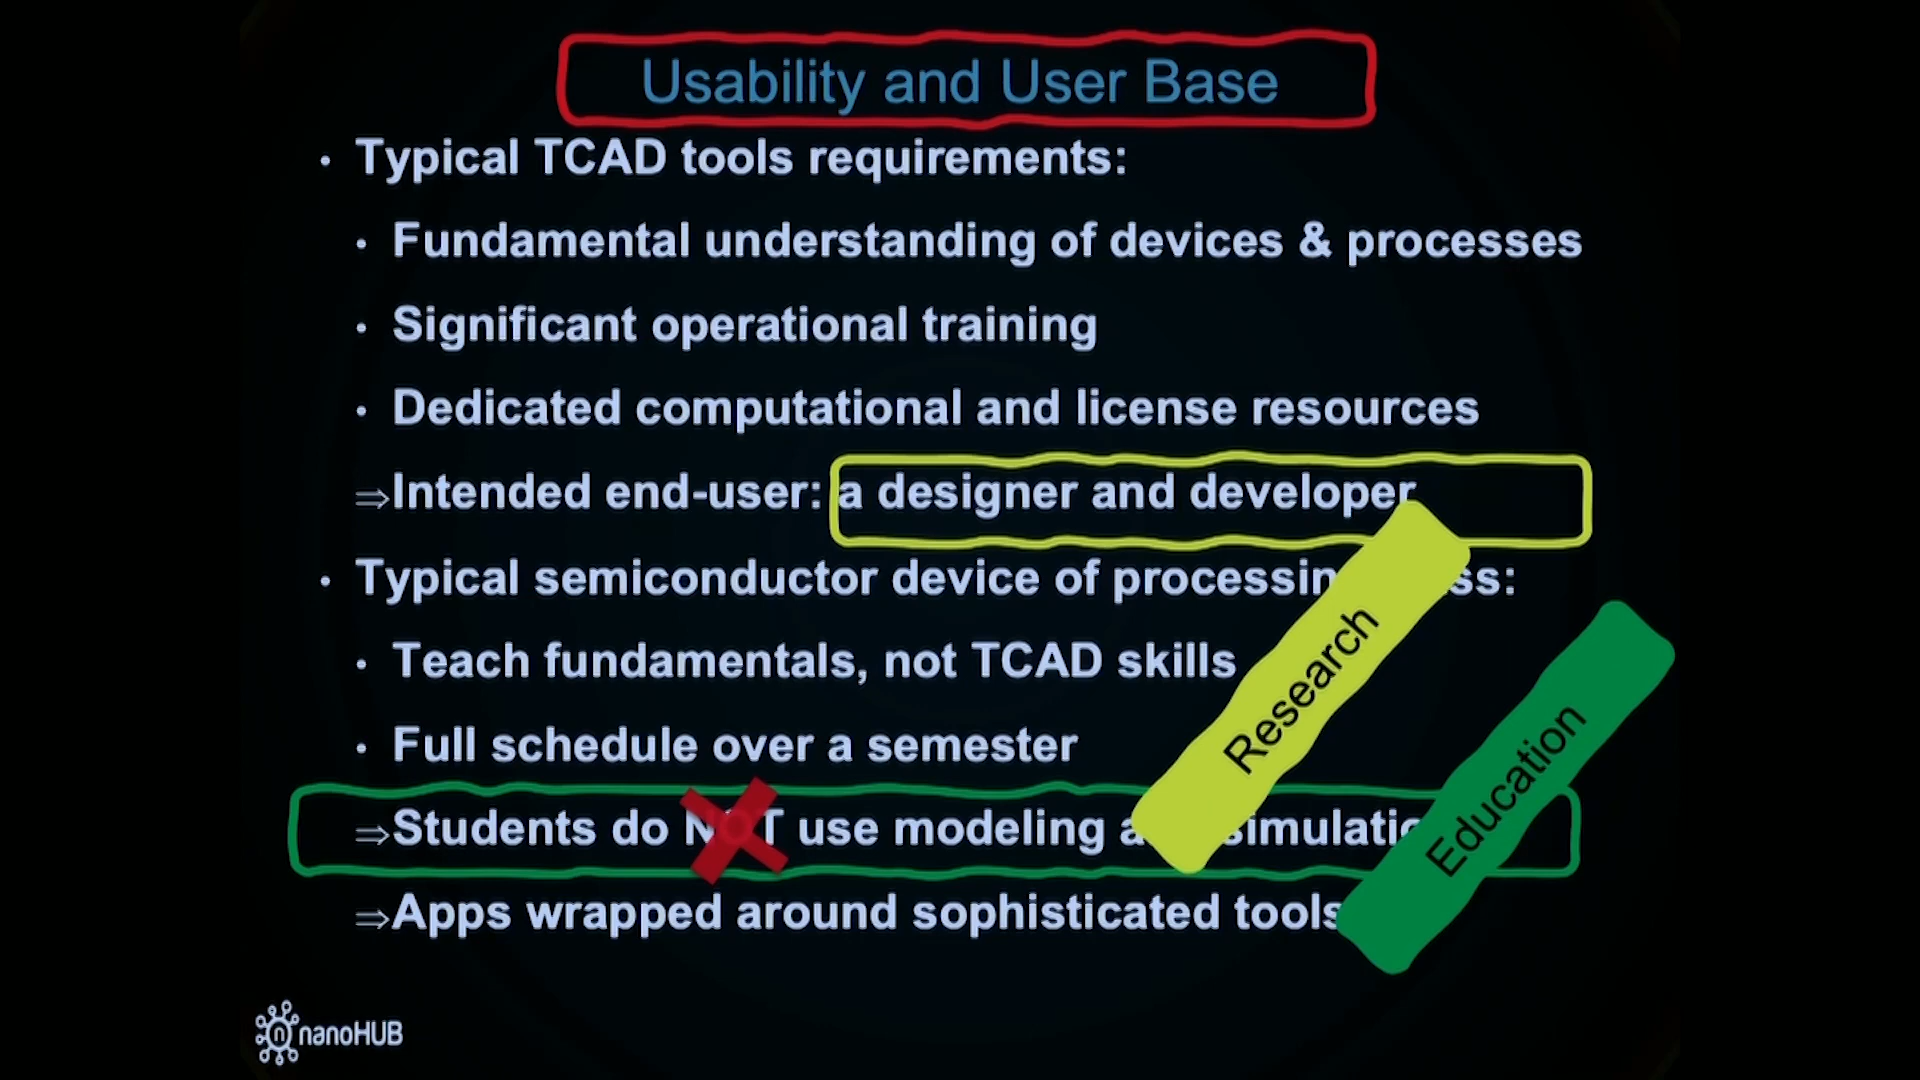 Usability and User Base
• Typical TCAD tools requirements:
• Fundamental understanding of devices & processes
• Significant operational training
• Dedicated computational and license resources
⇒Intended end-user: a designer and developer
• Typical semiconductor device of processing
• Teach fundamentals, not TCAD skills
• Full schedule over a semester
⇒Students do NOT use modeling
⇒Apps wrapped around sophisticated tools
Research
Education
nanoHUB